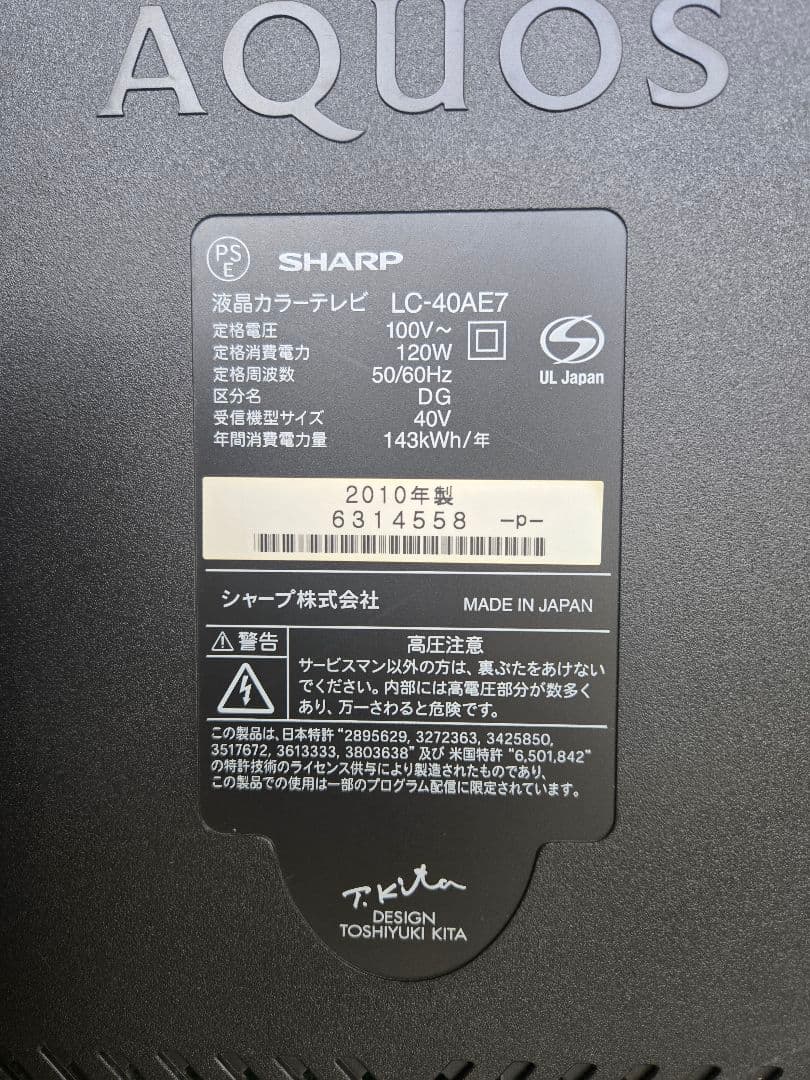 AQUOS
PS
E
SHARP
液晶カラーテレビ LC-40AE7
定格電圧 100V～
定格消費電力 120W
定格周波数 50/60Hz
区分名 DG
受信機型サイズ 40V
年間消費電力量 143kWh/年
UL Japan
2010年製
6314558 -p-
シャープ株式会社 MADE IN JAPAN
警告
高圧注意
サービスマン以外の方は、裏ぶたをあけない
でください。内部には高電圧部分が数多く
あり、万一さわると危険です。
この製品は、日本特許 "2895629, 3272363, 3425850,
3517672, 3613333, 3803638" 及び 米国特許 "6,501,842"
の特許技術のライセンス供与により製造されたものであり、
この製品での使用は一部のプログラム配信に限定されています。
T. Kita
DESIGN
TOSHIYUKI KITA